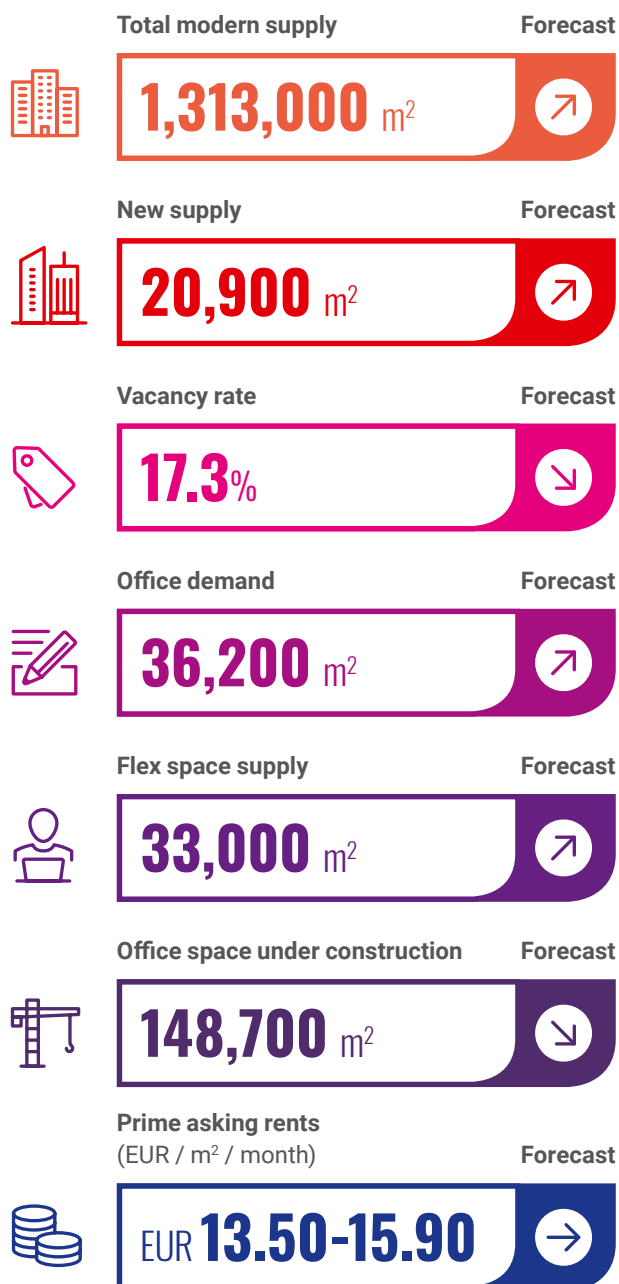 Total modern supply Forecast
1,313,000 m²
New supply Forecast
20,900 m²
Vacancy rate Forecast
17.3%
Office demand Forecast
36,200 m²
Flex space supply Forecast
33,000 m²
Office space under construction Forecast
148,700 m²
Prime asking rents
(EUR / m² / month) Forecast
EUR 13.50-15.90